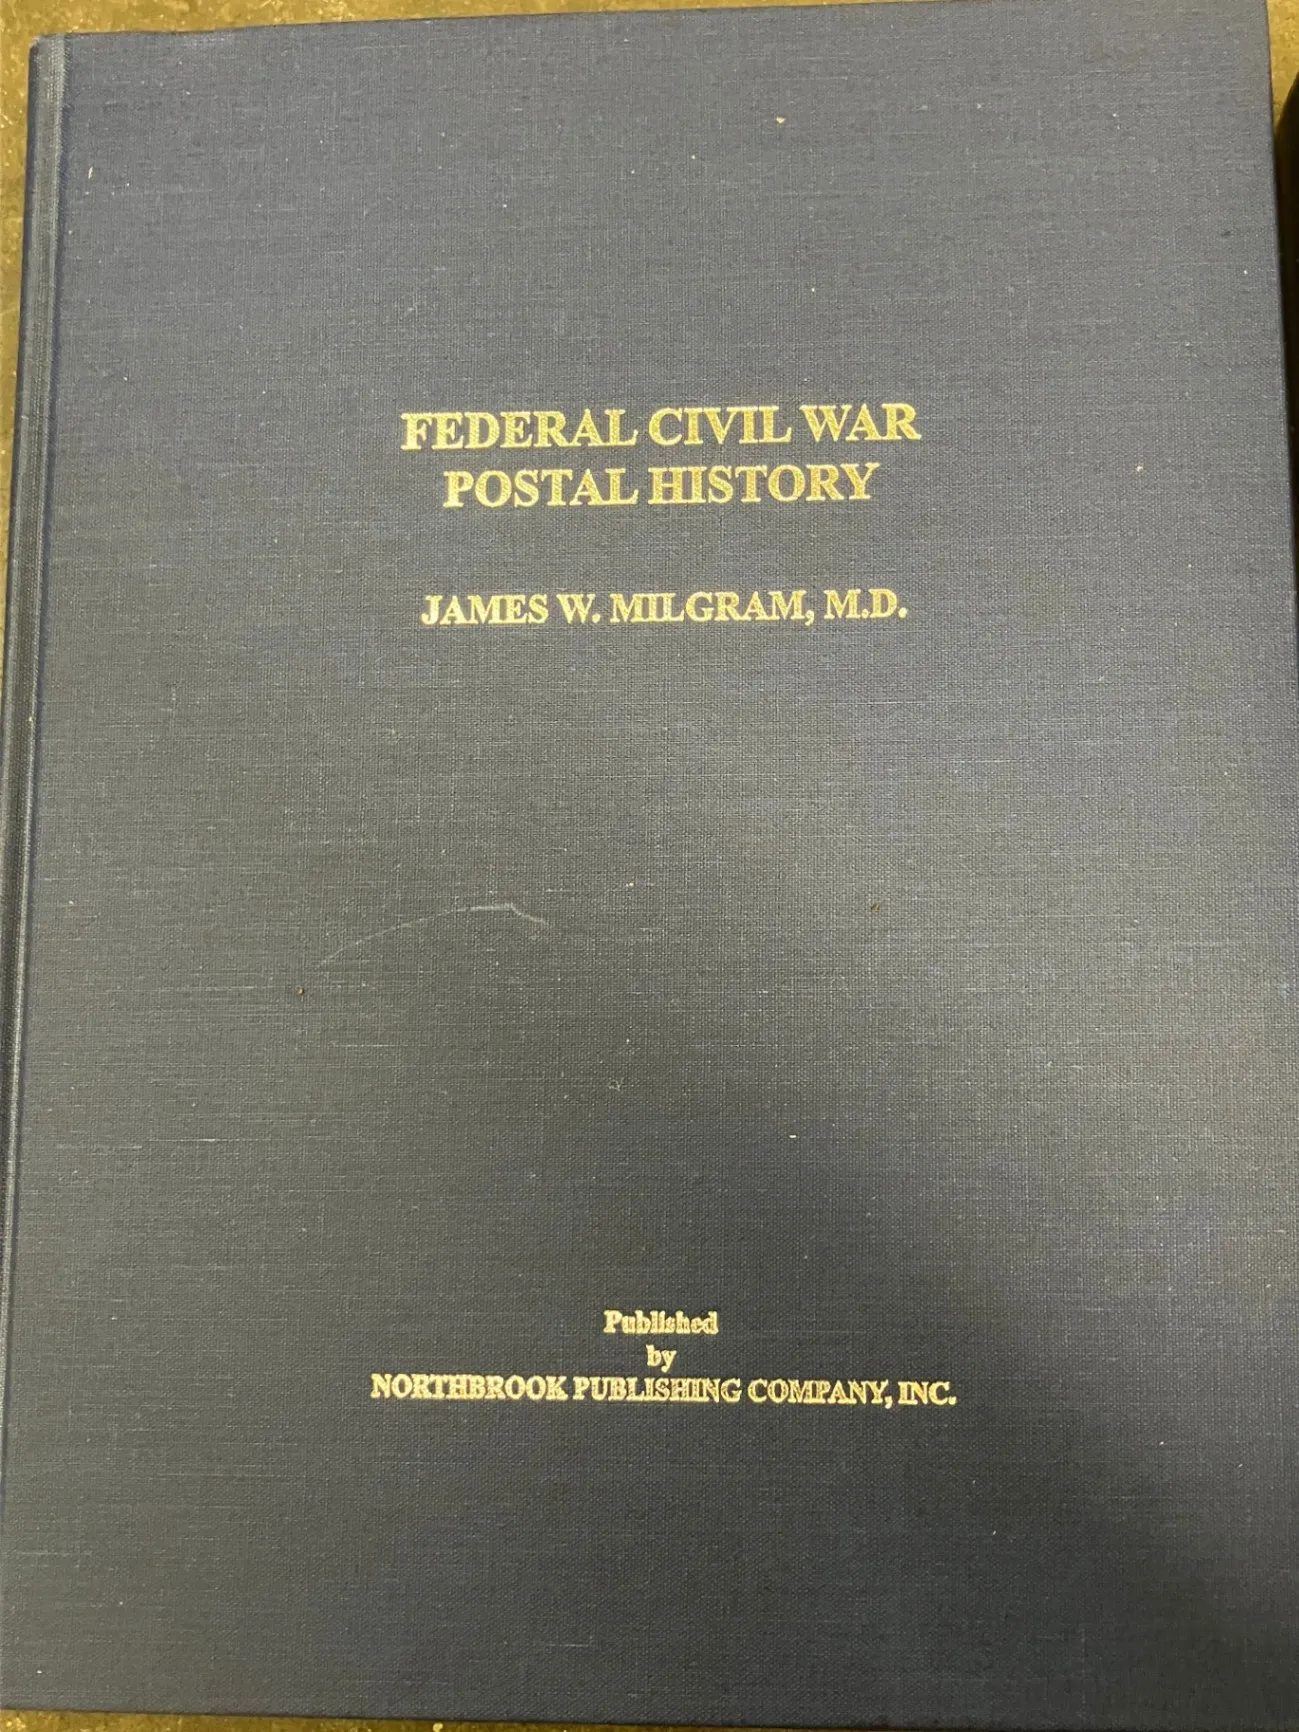 FEDERAL CIVIL WAR
POSTAL HISTORY
JAMES W. MILGRAM, M.D.
Published
by
NORTHBROOK PUBLISHING COMPANY, INC.